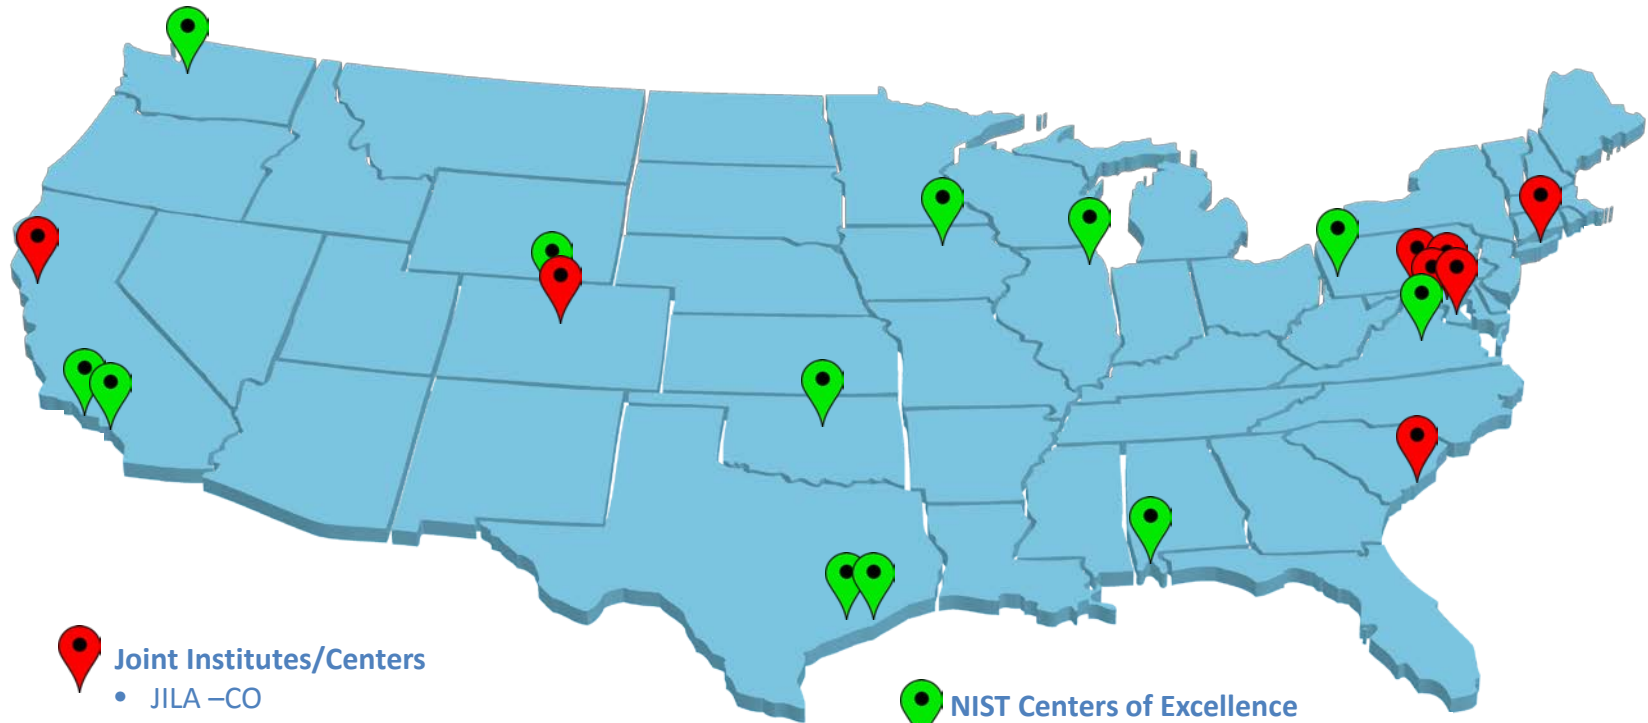 Joint Institutes/Centers
• JILA –CO
NIST Centers of Excellence